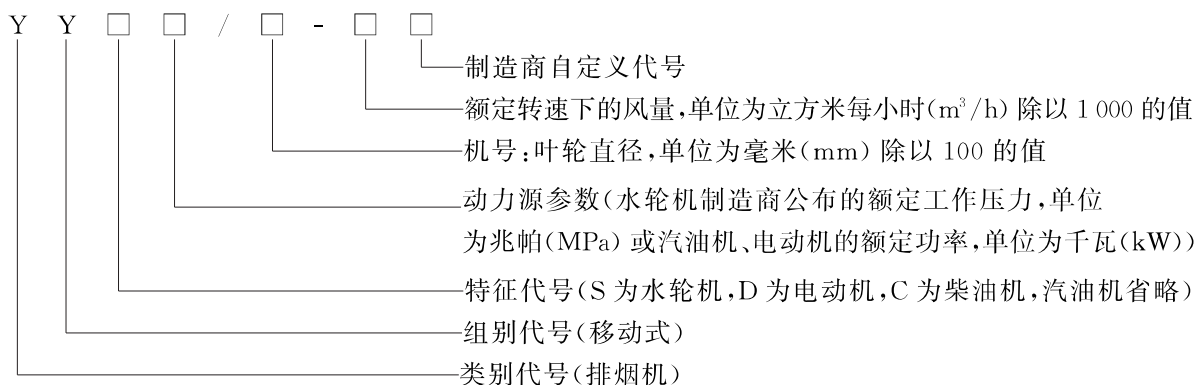 Y Y □ □ / □ - □ □
制造商自定义代号
额定转速下的风量,单位为立方米每小时(m³/h)除以1 000的值
机号:叶轮直径,单位为毫米(mm)除以100的值
动力源参数(水轮机制造商公布的额定工作压力,单位
为兆帕(MPa)或汽油机、电动机的额定功率,单位为千瓦(kW))
特征代号(S为水轮机,D为电动机,C为柴油机,汽油机省略)
组别代号(移动式)
类别代号(排烟机)